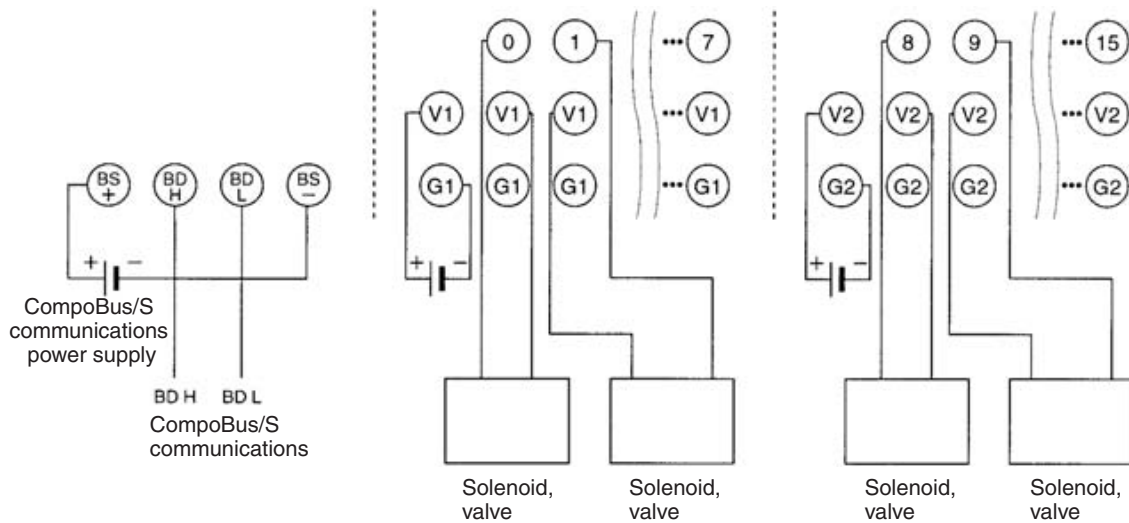 0 1 ••• 7
8 9 ••• 15
V1 V1 V1 ••• V1
V2 V2 V2 ••• V2
BS + BD H BD L BS −
G1 G1 G1 ••• G1
G2 G2 G2 ••• G2
+ −
+ −
+ −
CompoBus/S
communications
power supply
BD H BD L
CompoBus/S
communications
Solenoid,
valve
Solenoid,
valve
Solenoid,
valve
Solenoid,
valve